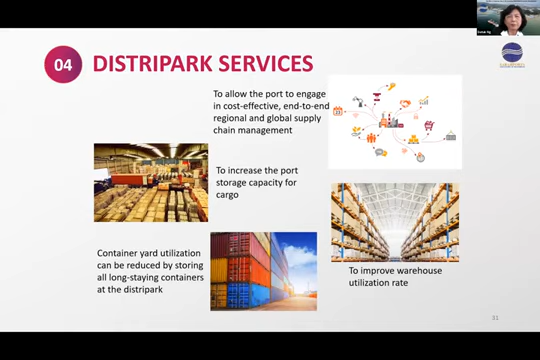 04
DISTRIPARK SERVICES
To allow the port to engage
in cost-effective, end-to-end
regional and global supply
chain management
To increase the port
storage capacity for
cargo
Container yard utilization
can be reduced by storing
all long-staying containers
at the distripark
To improve warehouse
utilization rate
31